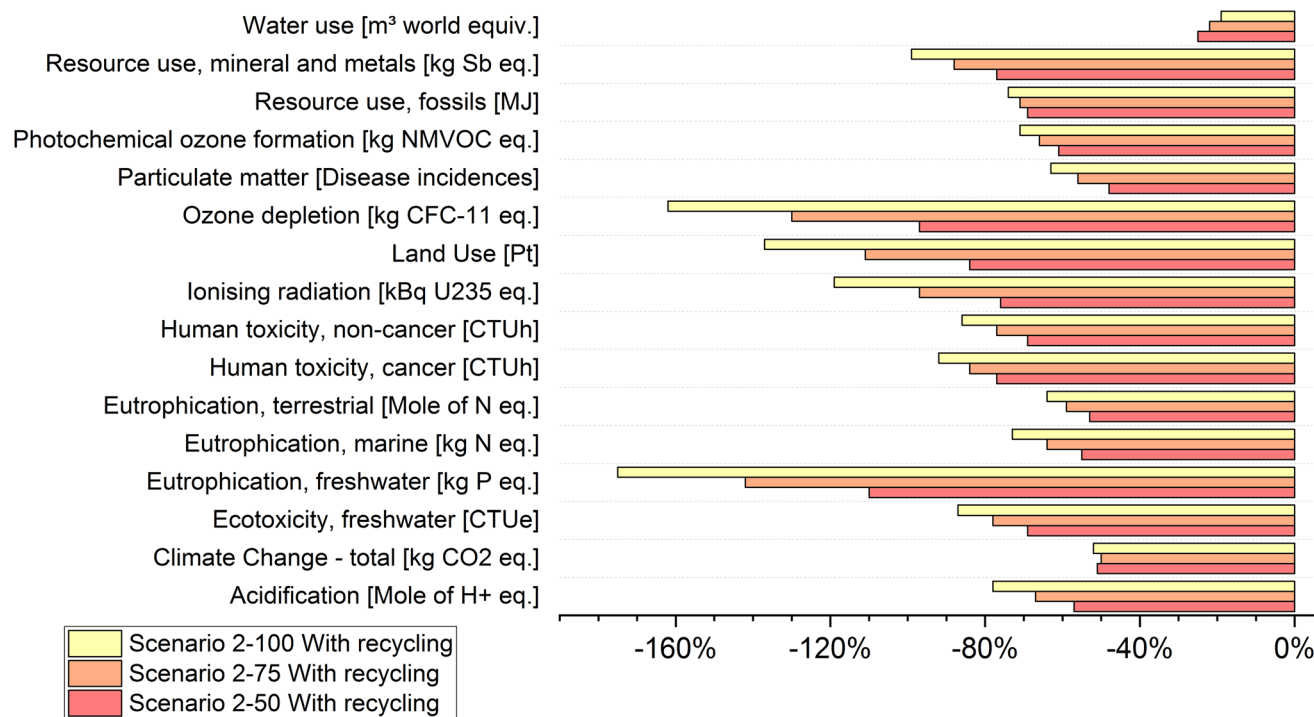 Water use [m³ world equiv.]
Resource use, mineral and metals [kg Sb eq.]
Resource use, fossils [MJ]
Photochemical ozone formation [kg NMVOC eq.]
Particulate matter [Disease incidences]
Ozone depletion [kg CFC-11 eq.]
Land Use [Pt]
Ionising radiation [kBq U235 eq.]
Human toxicity, non-cancer [CTUh]
Human toxicity, cancer [CTUh]
Eutrophication, terrestrial [Mole of N eq.]
Eutrophication, marine [kg N eq.]
Eutrophication, freshwater [kg P eq.]
Ecotoxicity, freshwater [CTUe]
Climate Change - total [kg CO2 eq.]
Acidification [Mole of H+ eq.]
-160% -120% -80% -40% 0%
Scenario 2-100 With recycling
Scenario 2-75 With recycling
Scenario 2-50 With recycling